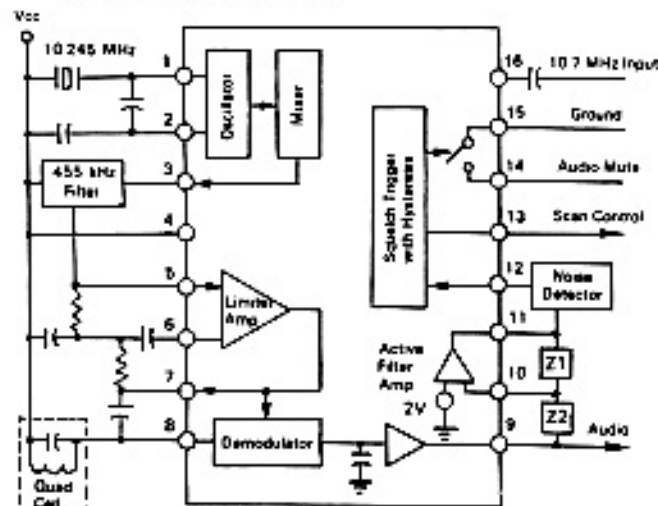 Vcc
10.245 MHz
1
2
3
4
5
6
7
8
Oscillator
Mixer
455 kHz
Filter
Limiter
Amp
Demodulator
Quad
Coil
Squelch Trigger
with Hysteresis
Active
Filter
Amp
2V
16
10.7 MHz Input
15
Ground
14
Audio Mute
13
Scan Control
12
Noise
Detector
11
Z1
10
Z2
9
Audio